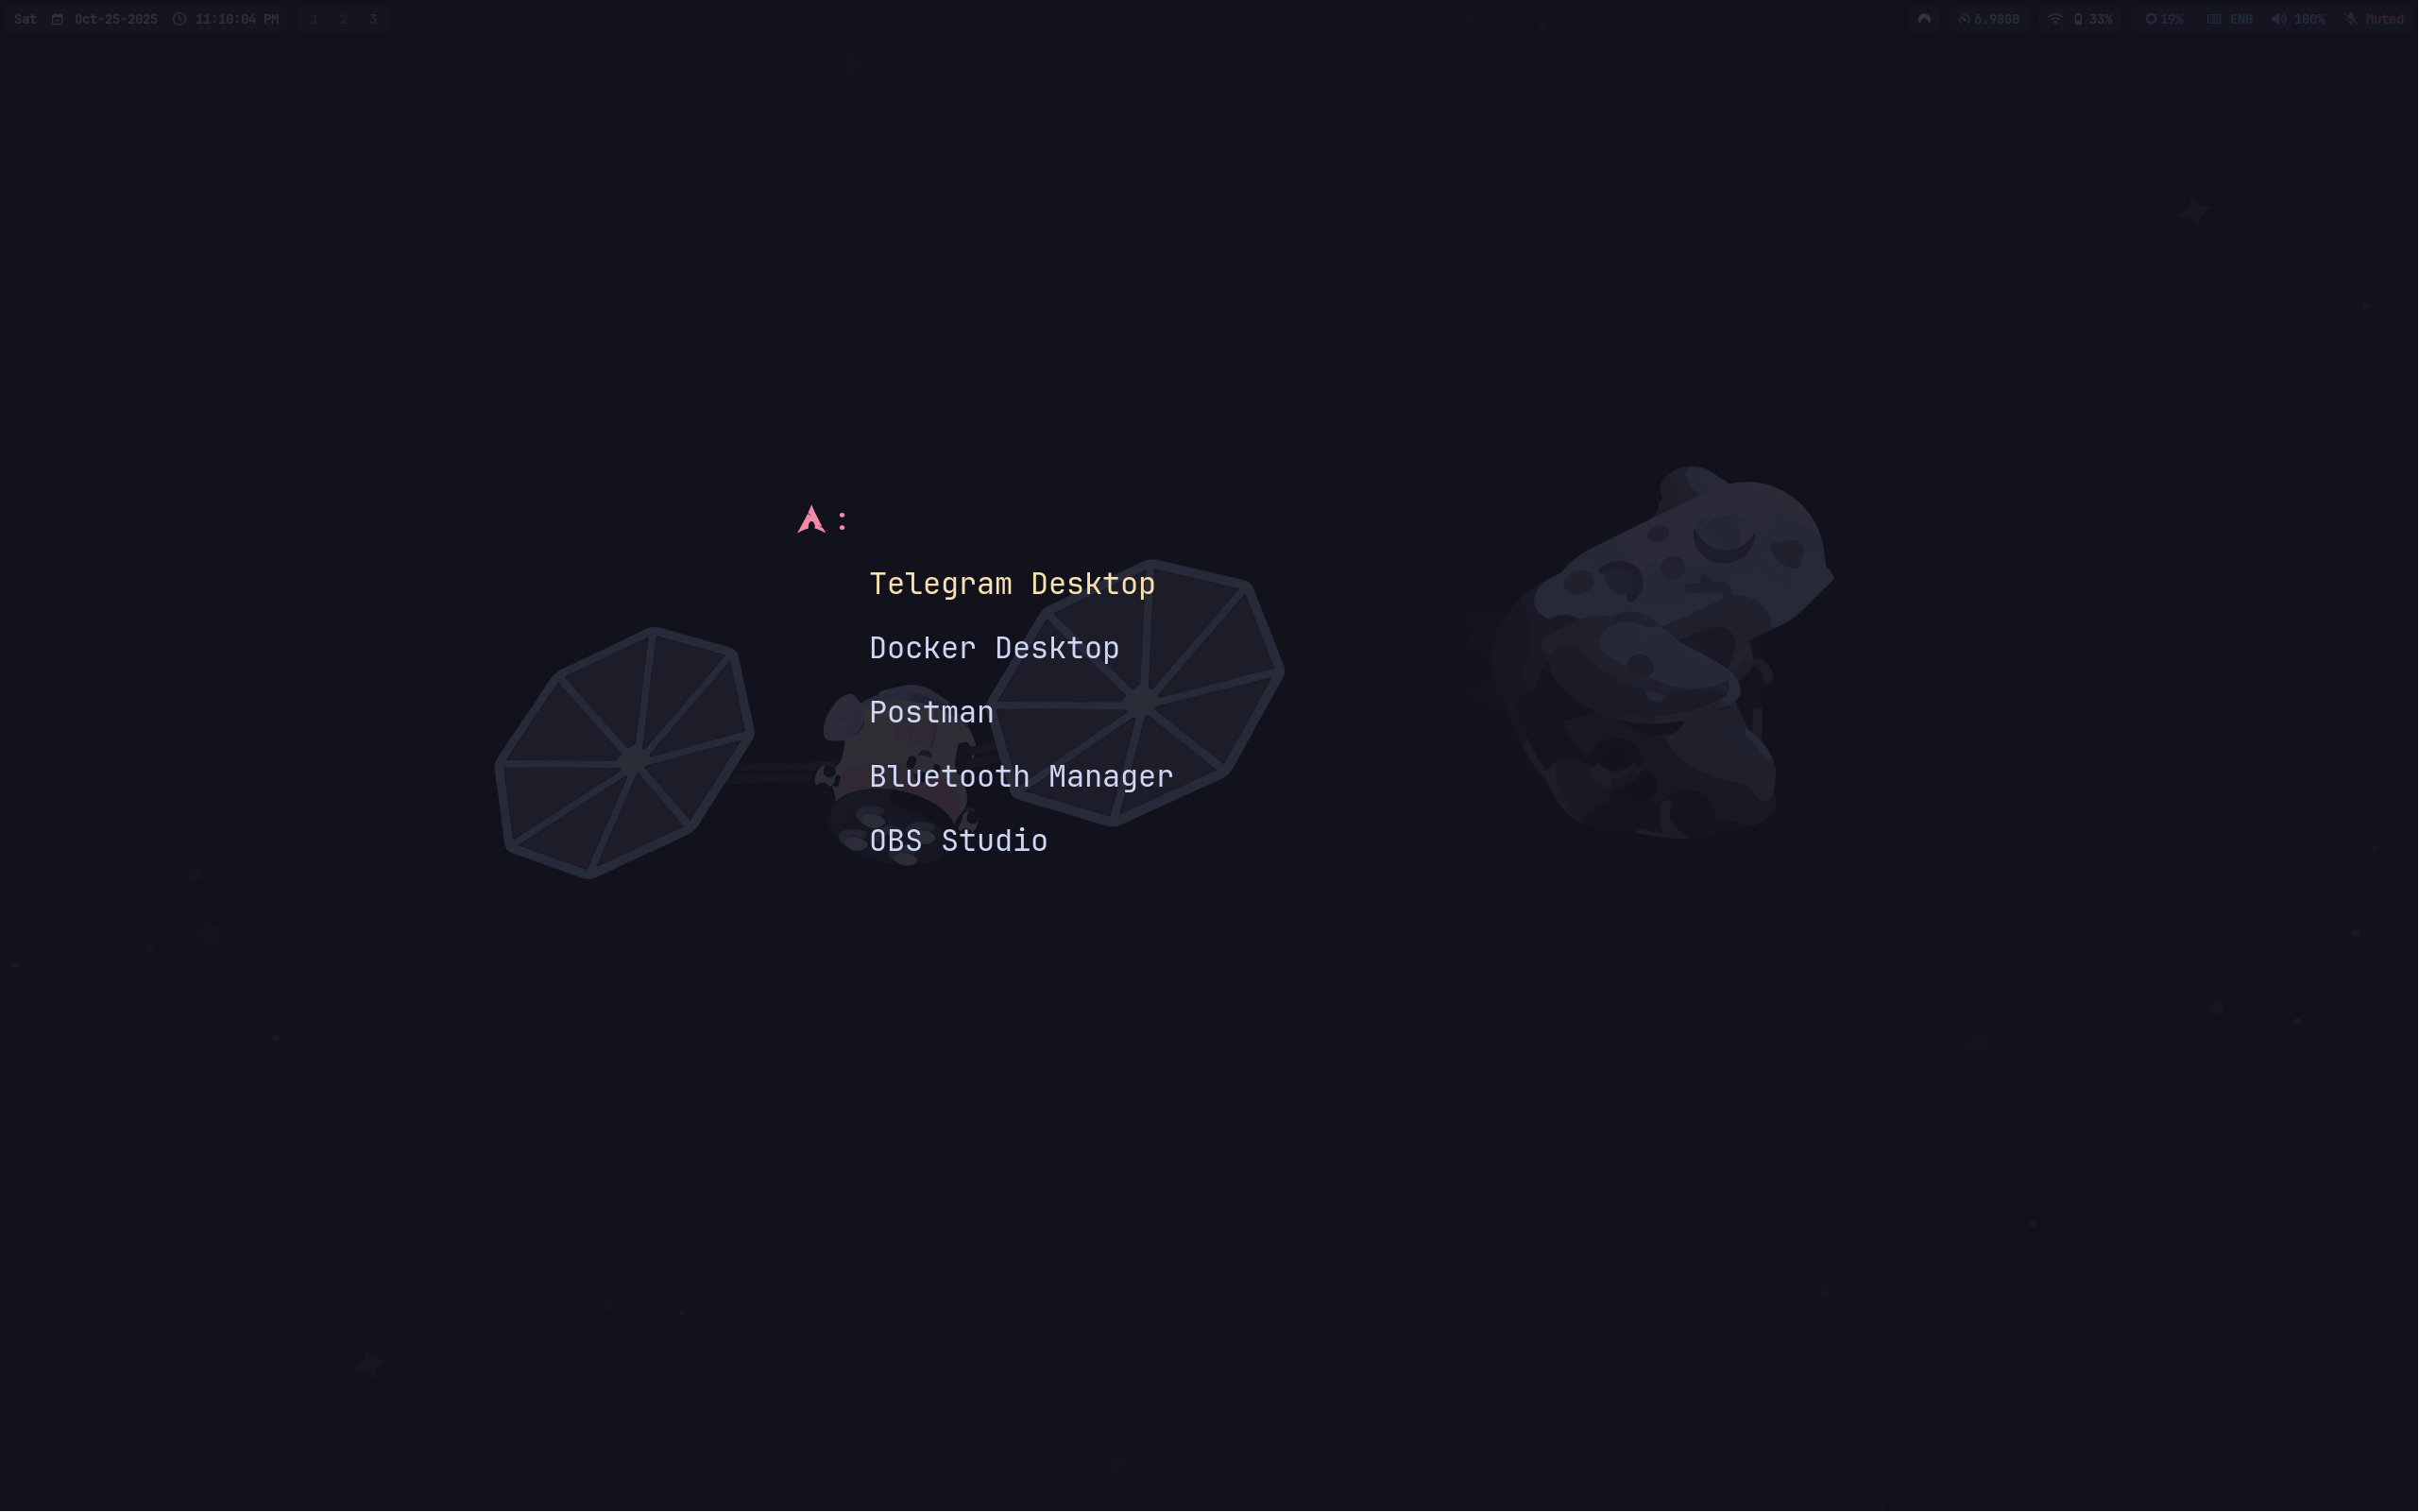 Sat Oct-25-2025 11:10:04 PM 1 2 3 6.98GB 33% 19% ENG 100% Muted
:
Telegram Desktop
Docker Desktop
Postman
Bluetooth Manager
OBS Studio